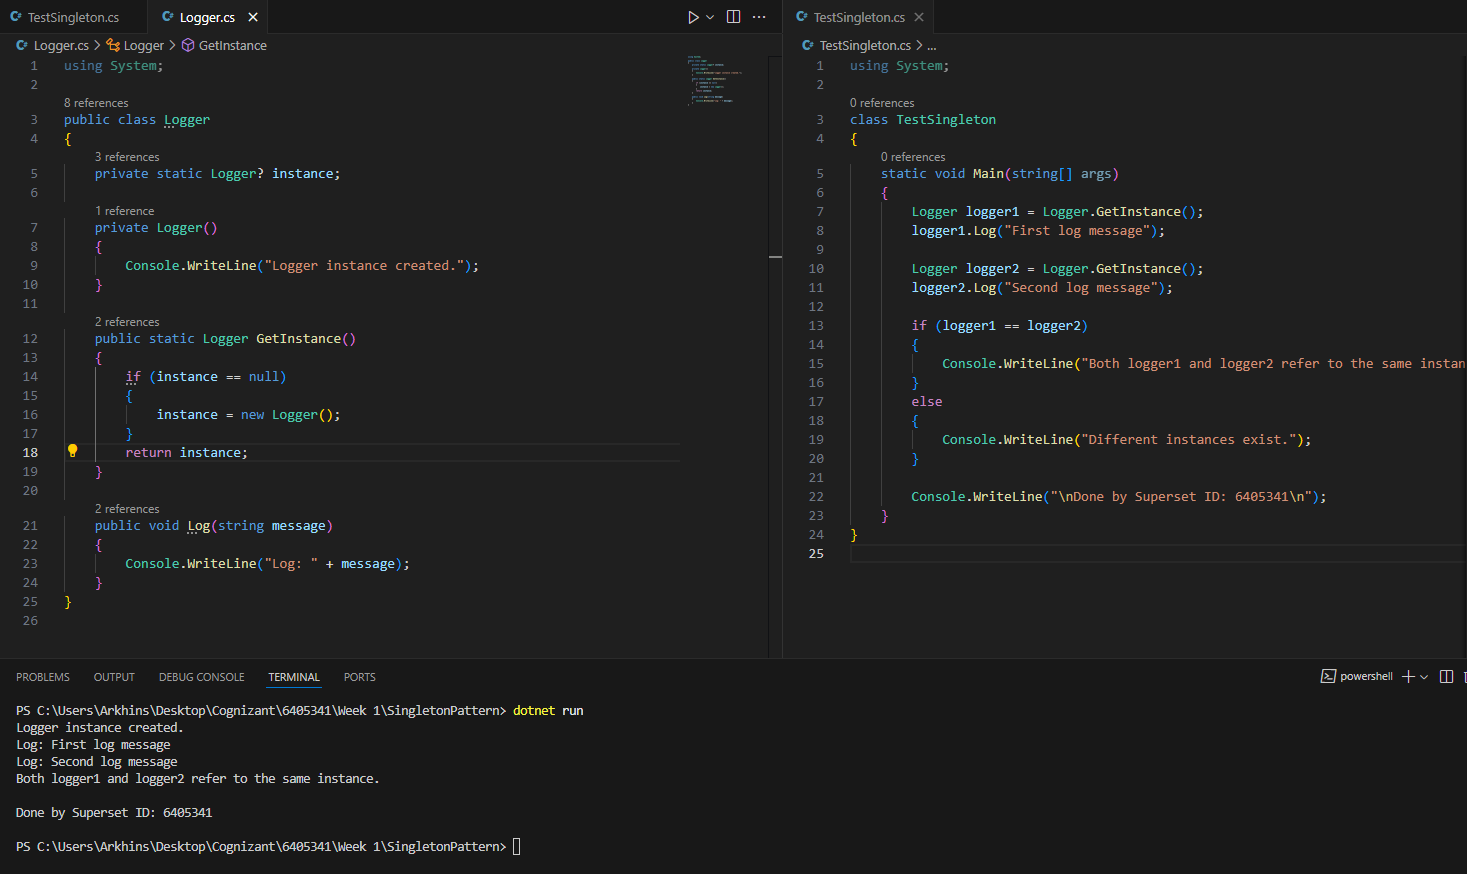 TestSingleton.cs
Logger.cs
Logger.cs > Logger > GetInstance
1 using System;
2
8 references
3 public class Logger
4 {
3 references
5 private static Logger? instance;
6
1 reference
7 private Logger()
8 {
9 Console.WriteLine("Logger instance created.");
10 }
11
2 references
12 public static Logger GetInstance()
13 {
14 if (instance == null)
15 {
16 instance = new Logger();
17 }
18 return instance;
19 }
20
2 references
21 public void Log(string message)
22 {
23 Console.WriteLine("Log: " + message);
24 }
25 }
26
TestSingleton.cs
TestSingleton.cs > ...
1 using System;
2
0 references
3 class TestSingleton
4 {
0 references
5 static void Main(string[] args)
6 {
7 Logger logger1 = Logger.GetInstance();
8 logger1.Log("First log message");
9
10 Logger logger2 = Logger.GetInstance();
11 logger2.Log("Second log message");
12
13 if (logger1 == logger2)
14 {
15 Console.WriteLine("Both logger1 and logger2 refer to the same instan
16 }
17 else
18 {
19 Console.WriteLine("Different instances exist.");
20 }
21
22 Console.WriteLine("\nDone by Superset ID: 6405341\n");
23 }
24 }
25
PROBLEMS OUTPUT DEBUG CONSOLE TERMINAL PORTS
powershell
PS C:\Users\Arkhins\Desktop\Cognizant\6405341\Week 1\SingletonPattern> dotnet run
Logger instance created.
Log: First log message
Log: Second log message
Both logger1 and logger2 refer to the same instance.
Done by Superset ID: 6405341
PS C:\Users\Arkhins\Desktop\Cognizant\6405341\Week 1\SingletonPattern>